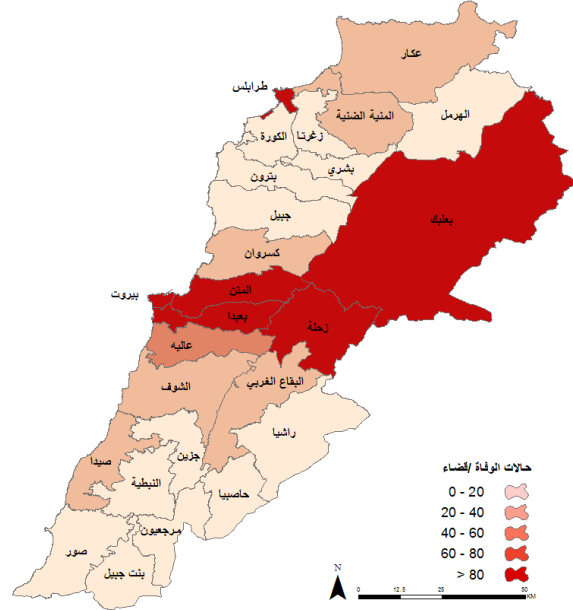 عكار
طرابلس
المنية الضنية
الهرمل
زغرتا
الكورة
بشري
بترون
جبيل
بعلبك
كسروان
المتن
بيروت
بعبدا
زحلة
عاليه
الشوف
البقاع الغربي
راشيا
جزين
صيدا
النبطية
حاصبيا
مرجعيون
صور
بنت جبيل
حالات الوفاة /قضاء
0 - 20
20 - 40
40 - 60
60 - 80
> 80
N
0 12.5 25 50
KM